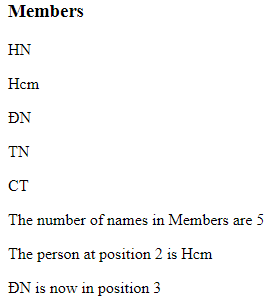 Members
HN
Hcm
ĐN
TN
CT
The number of names in Members are 5
The person at position 2 is Hcm
ĐN is now in position 3